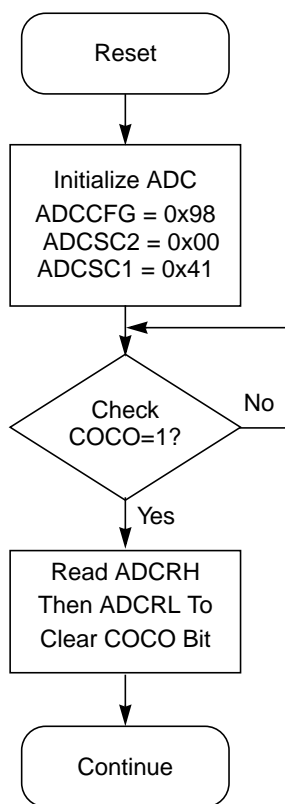 Reset
Initialize ADC
ADCCFG = 0x98
ADCSC2 = 0x00
ADCSC1 = 0x41
Check
COCO=1?
No
Yes
Read ADCRH
Then ADCRL To
Clear COCO Bit
Continue